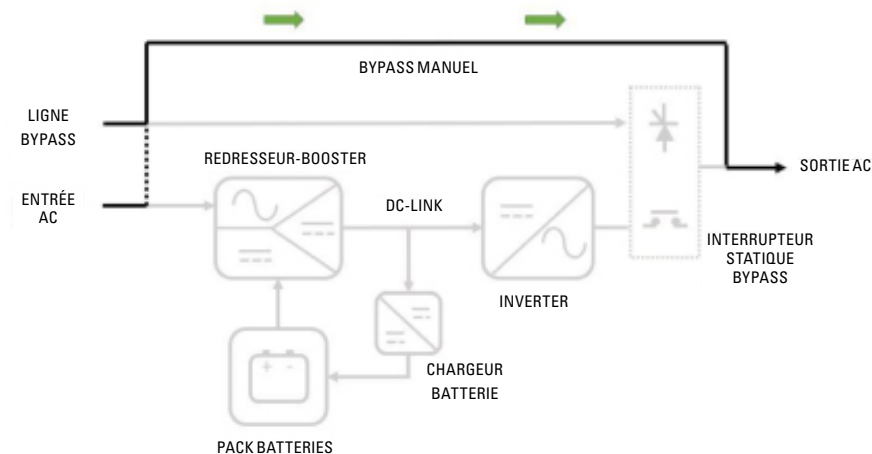 BYPASS MANUEL
LIGNE
BYPASS
REDRESSEUR-BOOSTER
SORTIE AC
ENTRÉE
AC
DC-LINK
INTERRUPTEUR
STATIQUE
BYPASS
INVERTER
CHARGEUR
BATTERIE
PACK BATTERIES